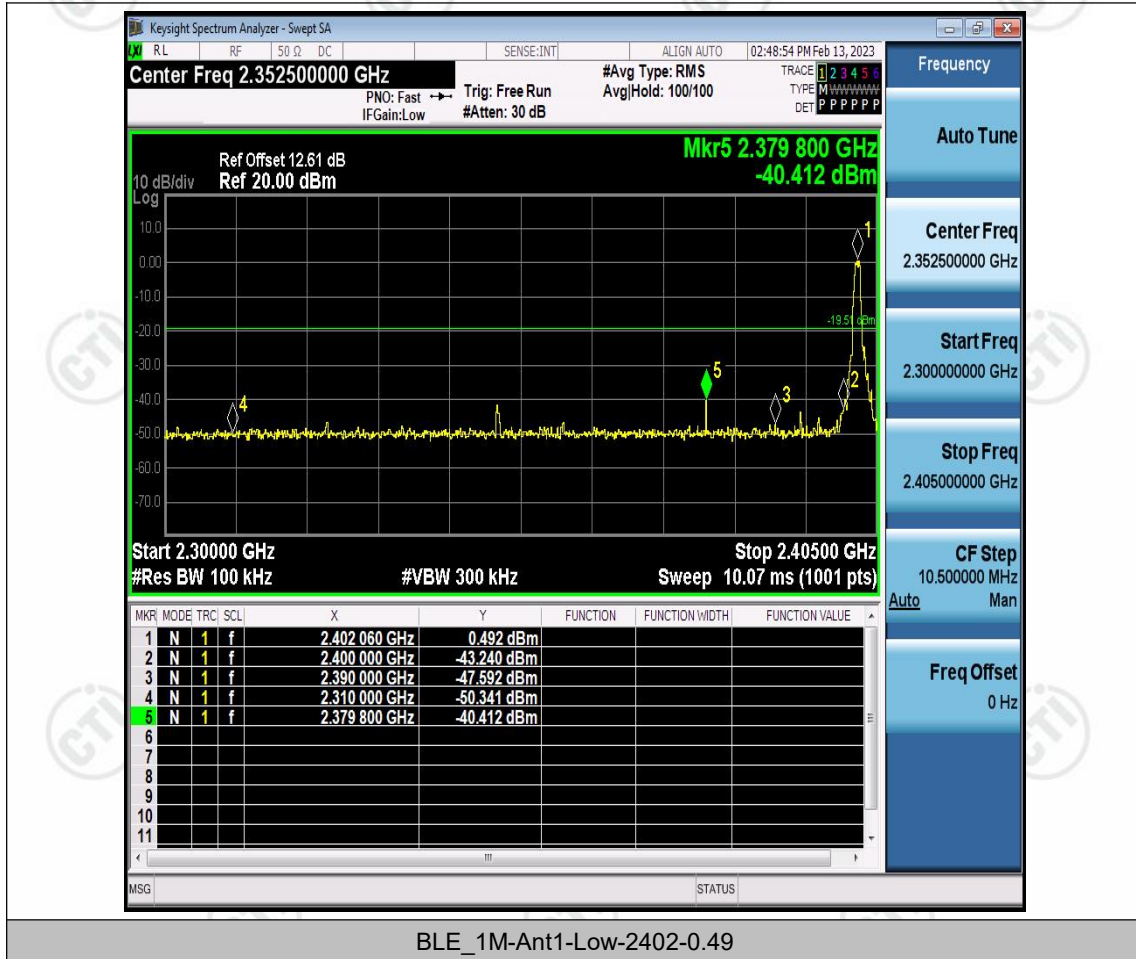 Keysight Spectrum Analyzer - Swept SA
LXI RL RF 50 Ω DC SENSE:INT ALIGN AUTO 02:48:54 PM Feb 13, 2023
Center Freq 2.352500000 GHz
PNO: Fast
IFGain:Low
Trig: Free Run
#Atten: 30 dB
#Avg Type: RMS
Avg|Hold: 100/100
TRACE 1 2 3 4 5 6
TYPE M WWWWW
DET P P P P P P
Mkr5 2.379 800 GHz
-40.412 dBm
Ref Offset 12.61 dB
10 dB/div Ref 20.00 dBm
Log
10.0
0.00
-10.0
-20.0
-30.0
-40.0
-50.0
-60.0
-70.0
1
-19.51 dBm
5
2
3
4
Start 2.30000 GHz Stop 2.40500 GHz
#Res BW 100 kHz #VBW 300 kHz Sweep 10.07 ms (1001 pts)
MKR MODE TRC SCL X Y FUNCTION FUNCTION WIDTH FUNCTION VALUE
1 N 1 f 2.402 060 GHz 0.492 dBm
2 N 1 f 2.400 000 GHz -43.240 dBm
3 N 1 f 2.390 000 GHz -47.592 dBm
4 N 1 f 2.310 000 GHz -50.341 dBm
5 N 1 f 2.379 800 GHz -40.412 dBm
6
7
8
9
10
11
MSG STATUS
Frequency
Auto Tune
Center Freq
2.352500000 GHz
Start Freq
2.300000000 GHz
Stop Freq
2.405000000 GHz
CF Step
10.500000 MHz
Auto Man
Freq Offset
0 Hz
CTI
CTI
CTI
CTI
BLE_1M-Ant1-Low-2402-0.49